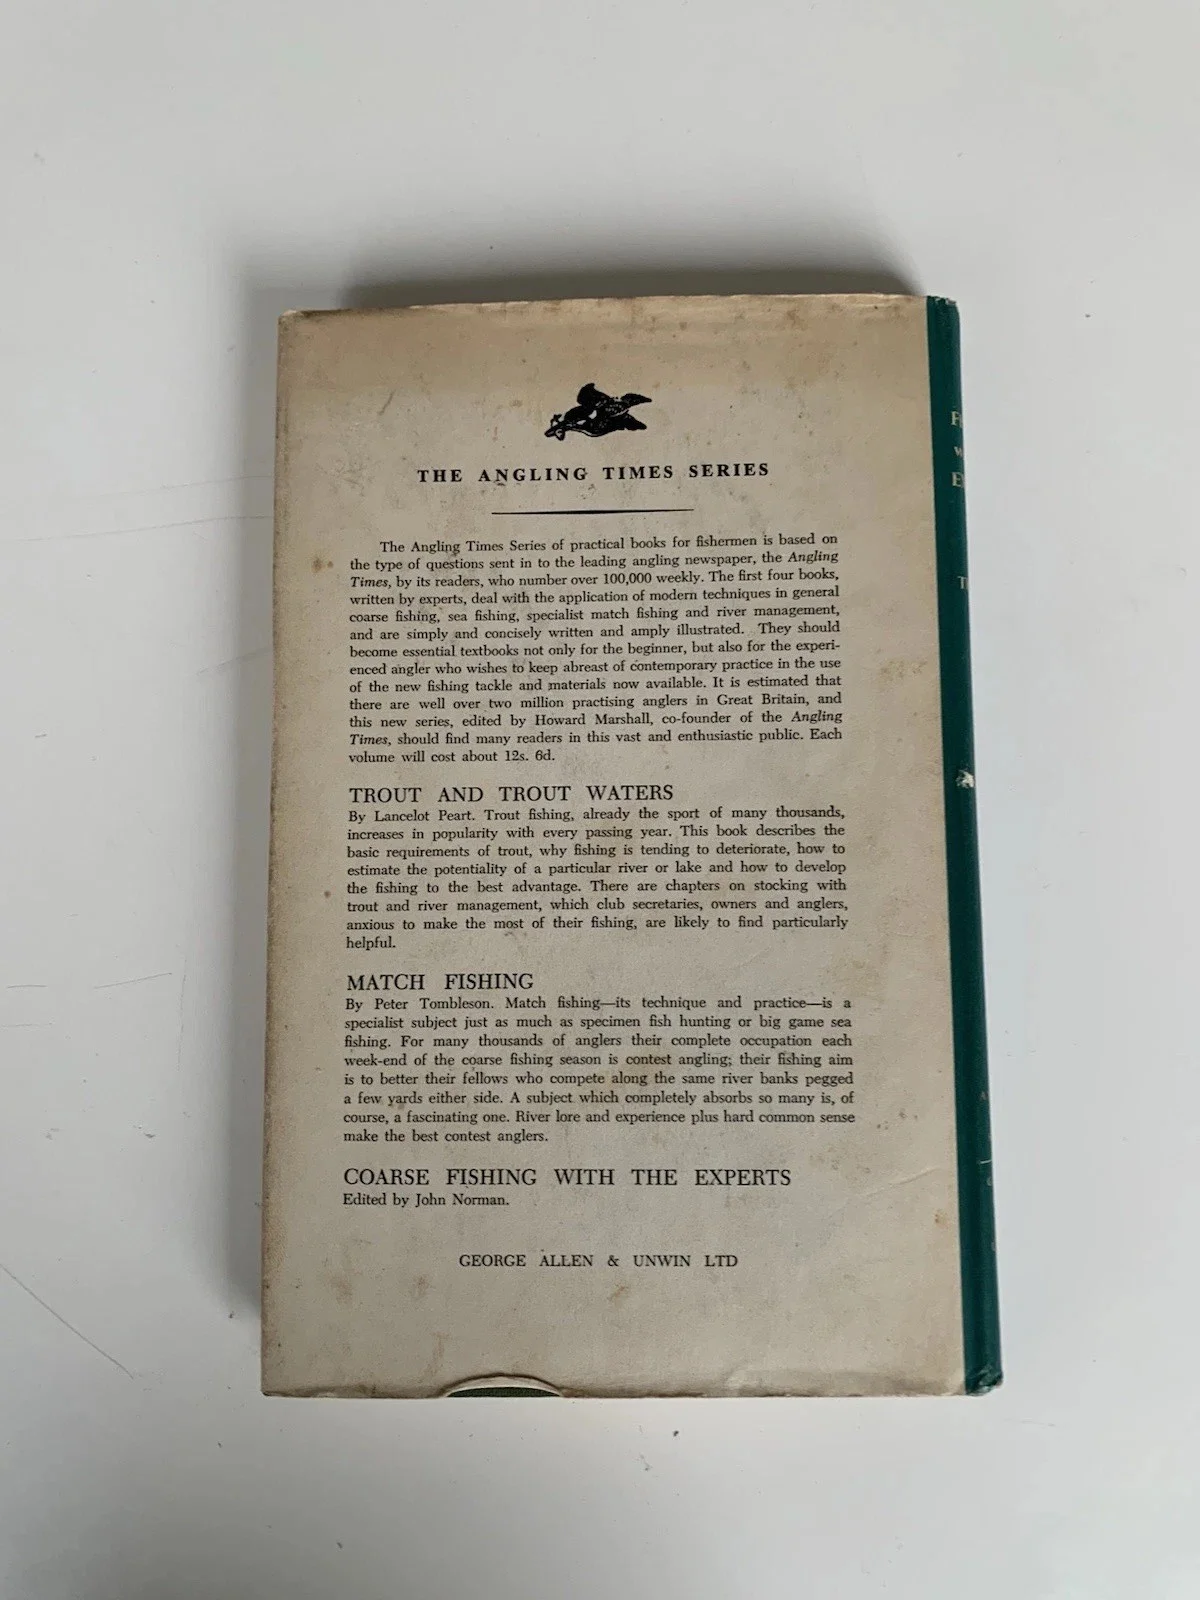 THE ANGLING TIMES SERIES
The Angling Times Series of practical books for fishermen is based on
the type of questions sent in to the leading angling newspaper, the Angling
Times, by its readers, who number over 100,000 weekly. The first four books,
written by experts, deal with the application of modern techniques in general
coarse fishing, sea fishing, specialist match fishing and river management,
and are simply and concisely written and amply illustrated. They should
become essential textbooks not only for the beginner, but also for the experi-
enced angler who wishes to keep abreast of contemporary practice in the use
of the new fishing tackle and materials now available. It is estimated that
there are well over two million practising anglers in Great Britain, and
this new series, edited by Howard Marshall, co-founder of the Angling
Times, should find many readers in this vast and enthusiastic public. Each
volume will cost about 12s. 6d.
TROUT AND TROUT WATERS
By Lancelot Peart. Trout fishing, already the sport of many thousands,
increases in popularity with every passing year. This book describes the
basic requirements of trout, why fishing is tending to deteriorate, how to
estimate the potentiality of a particular river or lake and how to develop
the fishing to the best advantage. There are chapters on stocking with
trout and river management, which club secretaries, owners and anglers,
anxious to make the most of their fishing, are likely to find particularly
helpful.
MATCH FISHING
By Peter Tombleson. Match fishing—its technique and practice—is a
specialist subject just as much as specimen fish hunting or big game sea
fishing. For many thousands of anglers their complete occupation each
week-end of the coarse fishing season is contest angling; their fishing aim
is to better their fellows who compete along the same river banks pegged
a few yards either side. A subject which completely absorbs so many is, of
course, a fascinating one. River lore and experience plus hard common sense
make the best contest anglers.
COARSE FISHING WITH THE EXPERTS
Edited by John Norman.
GEORGE ALLEN & UNWIN LTD